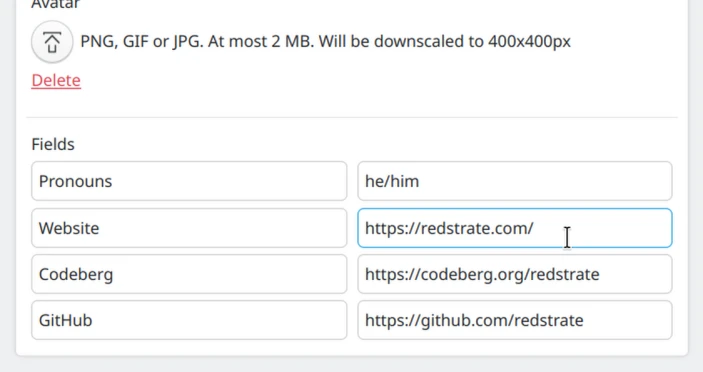 Avatar
PNG, GIF or JPG. At most 2 MB. Will be downscaled to 400x400px
Delete
Fields
Pronouns he/him
Website https://redstrate.com/
Codeberg https://codeberg.org/redstrate
GitHub https://github.com/redstrate